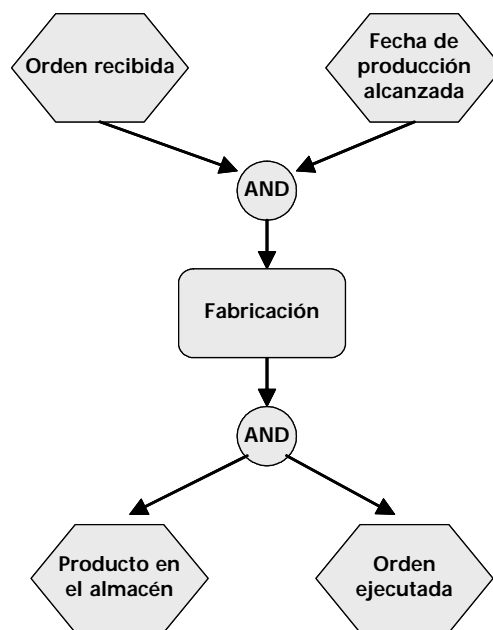 Orden recibida
Fecha de
producción
alcanzada
AND
Fabricación
AND
Producto en
el almacén
Orden
ejecutada